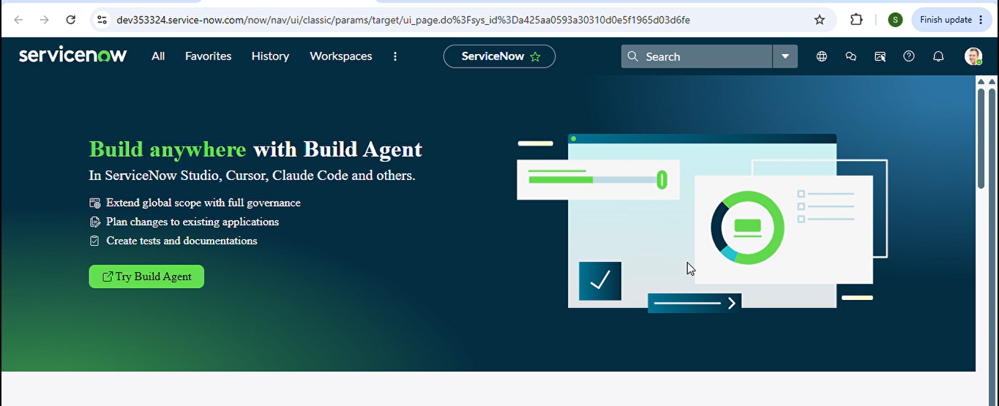 dev353324.service-now.com/now/nav/ui/classic/params/target/ui_page.do%3Fsys_id%3Da425aa0593a30310d0e5f1965d03d6fe
S
Finish update
servicenow
All
Favorites
History
Workspaces
ServiceNow
Search
Build anywhere with Build Agent
In ServiceNow Studio, Cursor, Claude Code and others.
Extend global scope with full governance
Plan changes to existing applications
Create tests and documentations
Try Build Agent